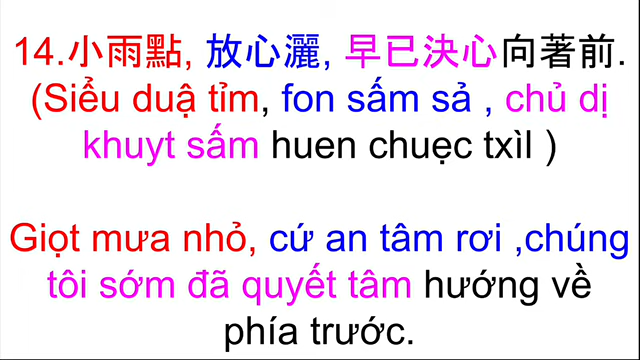 14.小雨點, 放心灑, 早已決心向著前.
(Siểu duậ tỉm, fon sấm sả , chủ dị
khuyt sấm huen chuẹc txìl )
Giọt mưa nhỏ, cứ an tâm rơi ,chúng
tôi sớm đã quyết tâm hướng về
phía trước.